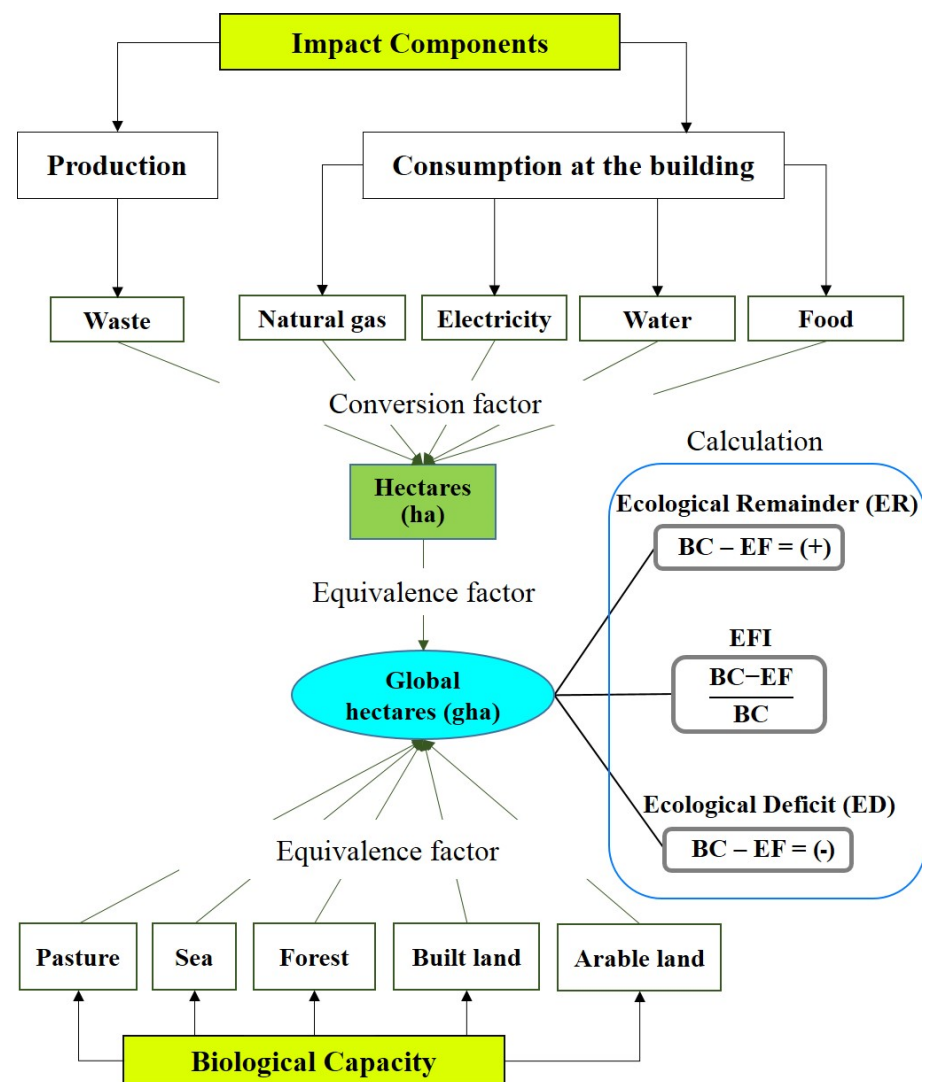 Impact Components
Production
Consumption at the building
Waste
Natural gas
Electricity
Water
Food
Conversion factor
Calculation
Hectares
(ha)
Ecological Remainder (ER)
BC – EF = (+)
Equivalence factor
EFI
BC−EF
BC
Global
hectares (gha)
Ecological Deficit (ED)
BC – EF = (-)
Equivalence factor
Pasture
Sea
Forest
Built land
Arable land
Biological Capacity